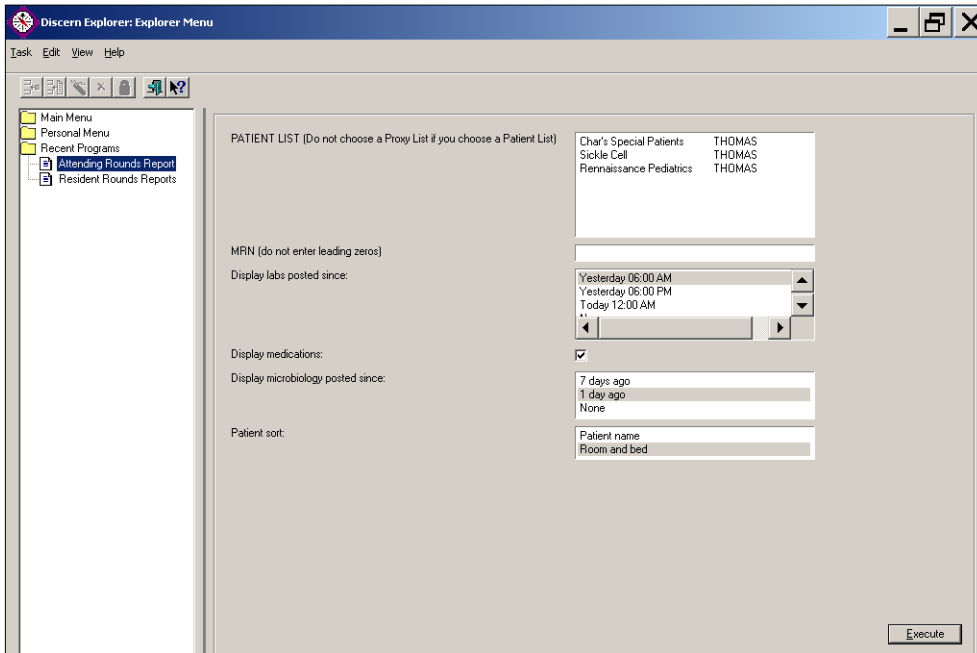 Discern Explorer: Explorer Menu
Task Edit View Help
Main Menu
Personal Menu
Recent Programs
Attending Rounds Report
Resident Rounds Reports
PATIENT LIST (Do not choose a Proxy List if you choose a Patient List)
Char's Special Patients THOMAS
Sickle Cell THOMAS
Rennaissance Pediatrics THOMAS
MRN (do not enter leading zeros)
Display labs posted since:
Yesterday 06:00 AM
Yesterday 06:00 PM
Today 12:00 AM
Display medications:
Display microbiology posted since:
7 days ago
1 day ago
None
Patient sort:
Patient name
Room and bed
Execute